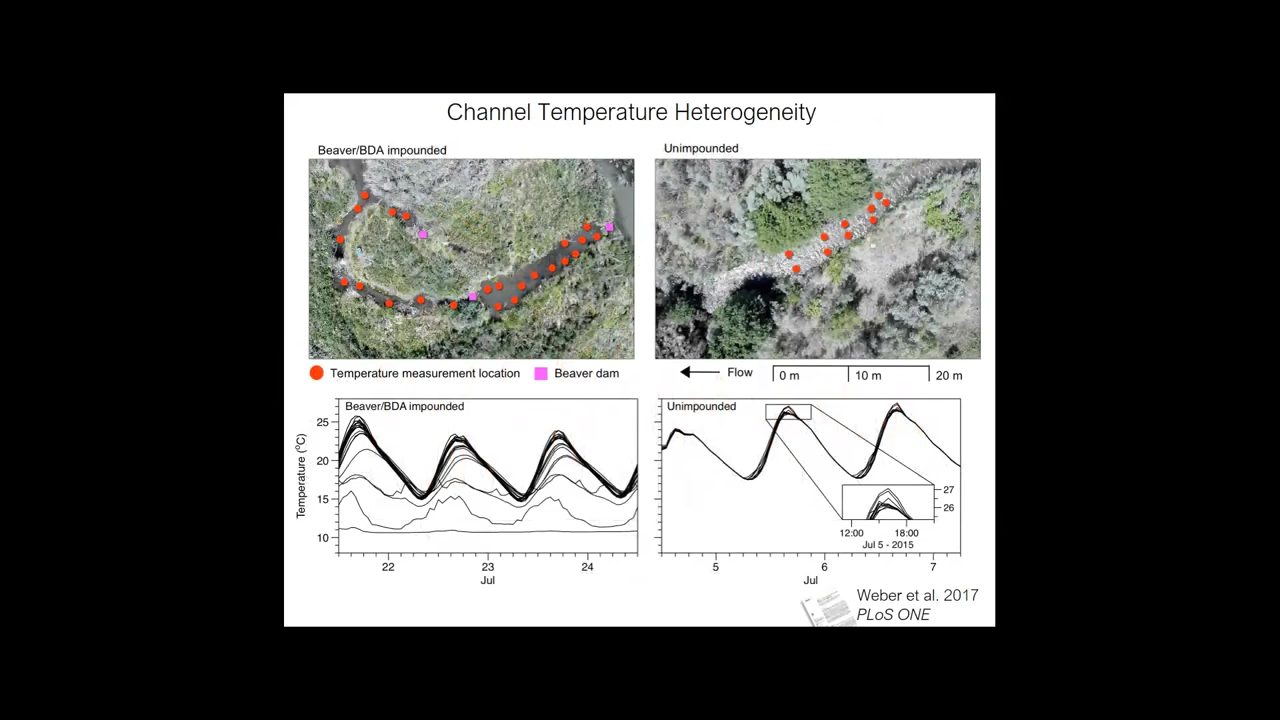 Channel Temperature Heterogeneity
Beaver/BDA impounded
Unimpounded
Temperature measurement location
Beaver dam
Flow
0 m
10 m
20 m
Beaver/BDA impounded
Temperature (°C)
25
20
15
10
22
23
24
Jul
Unimpounded
27
26
12:00
18:00
Jul 5 - 2015
5
6
7
Jul
Weber et al. 2017
PLoS ONE